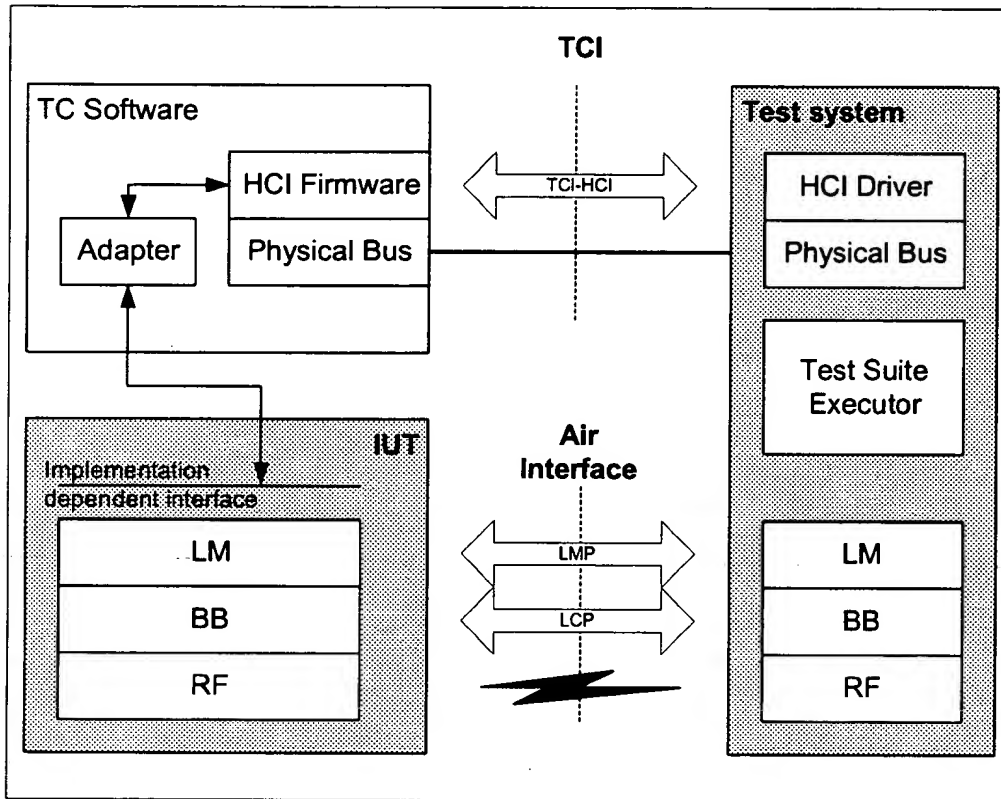 TCI
TC Software
HCI Firmware
Physical Bus
Adapter
TCI-HCI
Test system
HCI Driver
Physical Bus
Test Suite
Executor
IUT
Implementation
dependent interface
LM
BB
RF
Air
Interface
LMP
LCP
LM
BB
RF